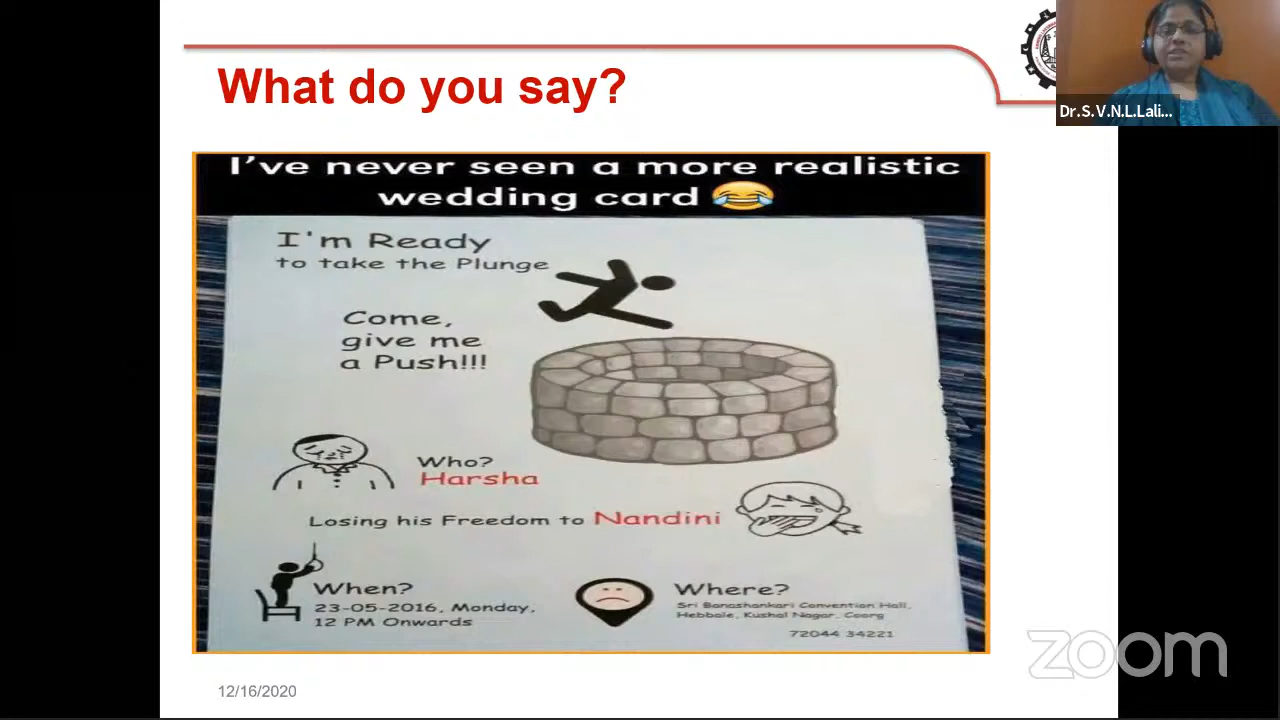 What do you say?
Dr.S.V.N.L.Lali...
I've never seen a more realistic
wedding card 😂
I'm Ready
to take the Plunge
Come,
give me
a Push!!!
Who?
Harsha
Losing his Freedom to Nandini
When?
23-05-2016, Monday,
12 PM Onwards
Where?
Sri Banashankari Convention Hall,
Hebbale, Kushal Nagar, Coorg
72044 34221
12/16/2020
zoom